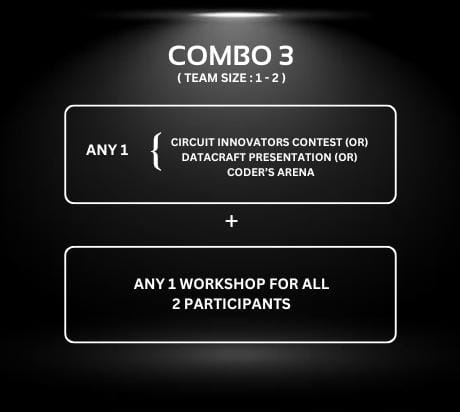 COMBO 3
( TEAM SIZE : 1 - 2 )
ANY 1 { CIRCUIT INNOVATORS CONTEST (OR)
DATACRAFT PRESENTATION (OR)
CODER'S ARENA
+
ANY 1 WORKSHOP FOR ALL
2 PARTICIPANTS